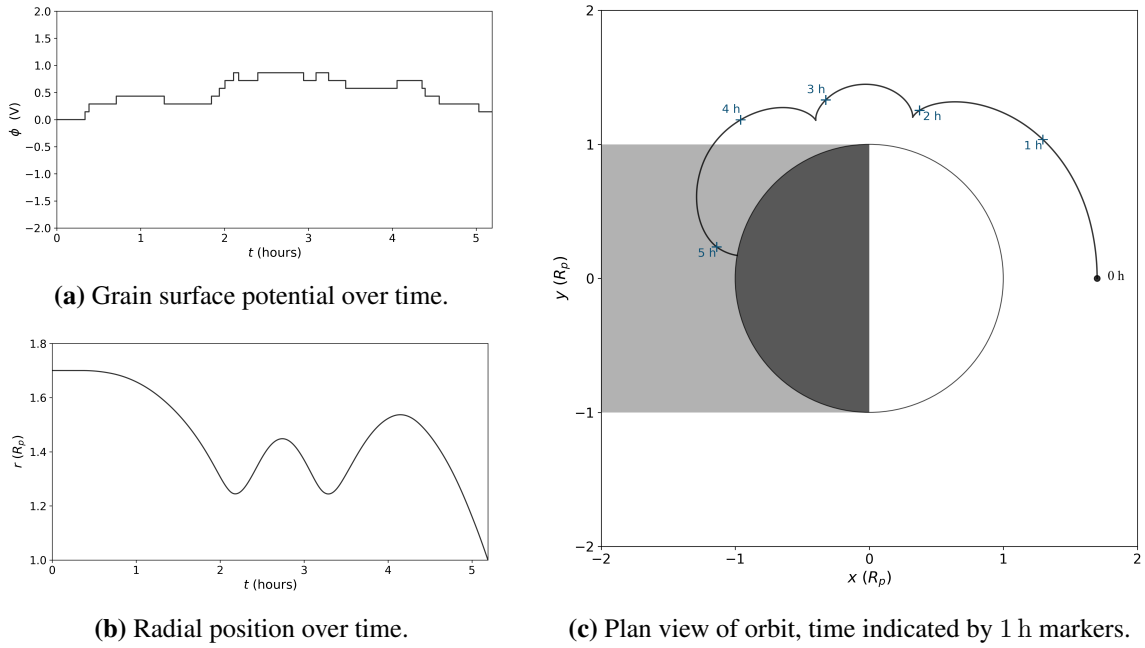 2.0
1.5
1.0
0.5
0.0
−0.5
−1.0
−1.5
−2.0
ϕ (V)
0 1 2 3 4 5
t (hours)
(a) Grain surface potential over time.
1.8
1.6
1.4
1.2
1.0
r (Rp)
0 1 2 3 4 5
t (hours)
(b) Radial position over time.
2
1
0
−1
−2
y (Rp)
4 h
3 h
2 h
1 h
5 h
0 h
−2 −1 0 1 2
x (Rp)
(c) Plan view of orbit, time indicated by 1 h markers.